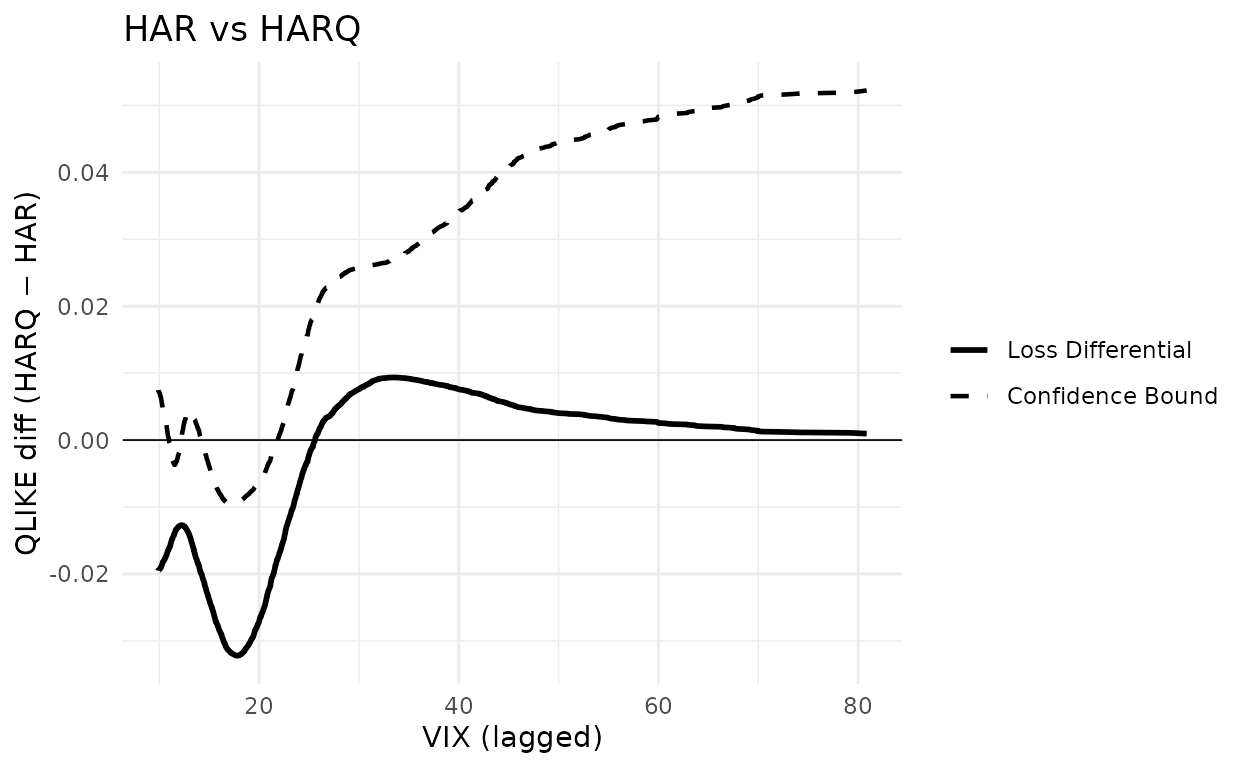 HAR vs HARQ
QLIKE diff (HARQ − HAR)
0.04
0.02
0.00
-0.02
20
40
60
80
VIX (lagged)
Loss Differential
Confidence Bound